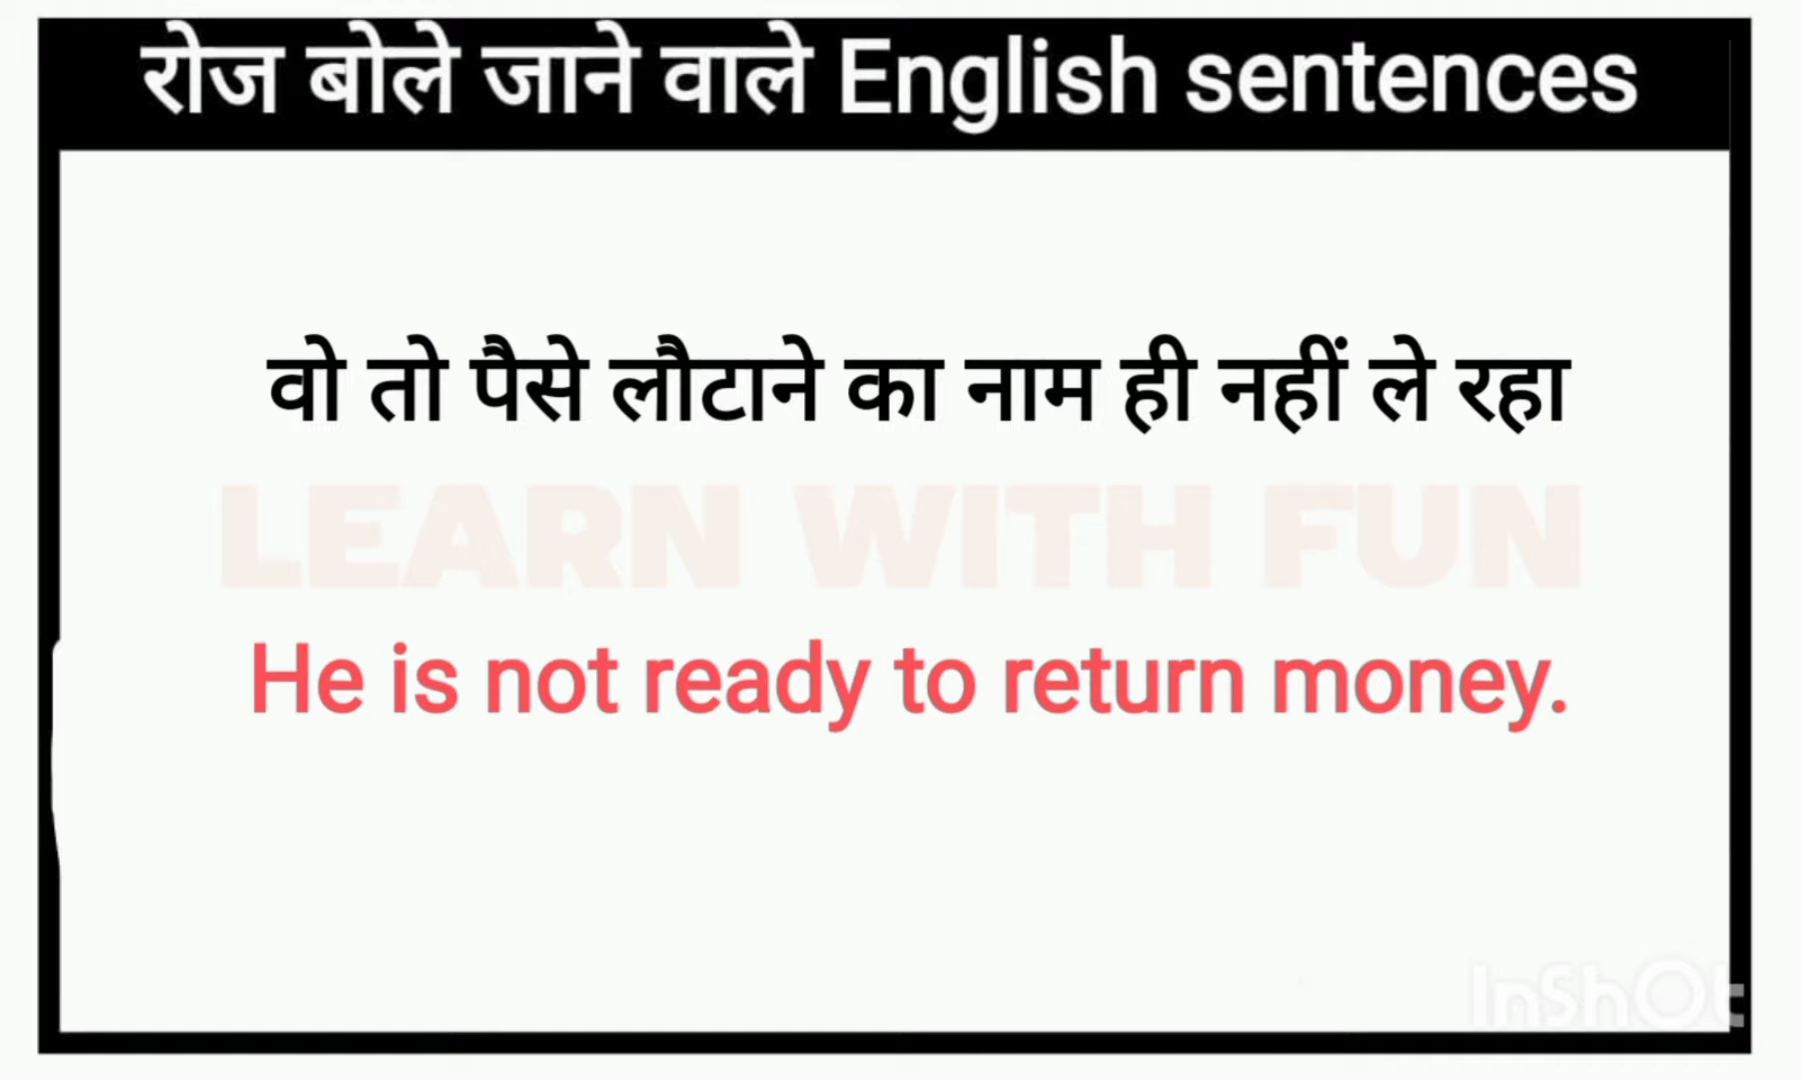 रोज बोले जाने वाले English sentences
वो तो पैसे लौटाने का नाम ही नहीं ले रहा
LEARN WITH FUN
He is not ready to return money.
InShOt